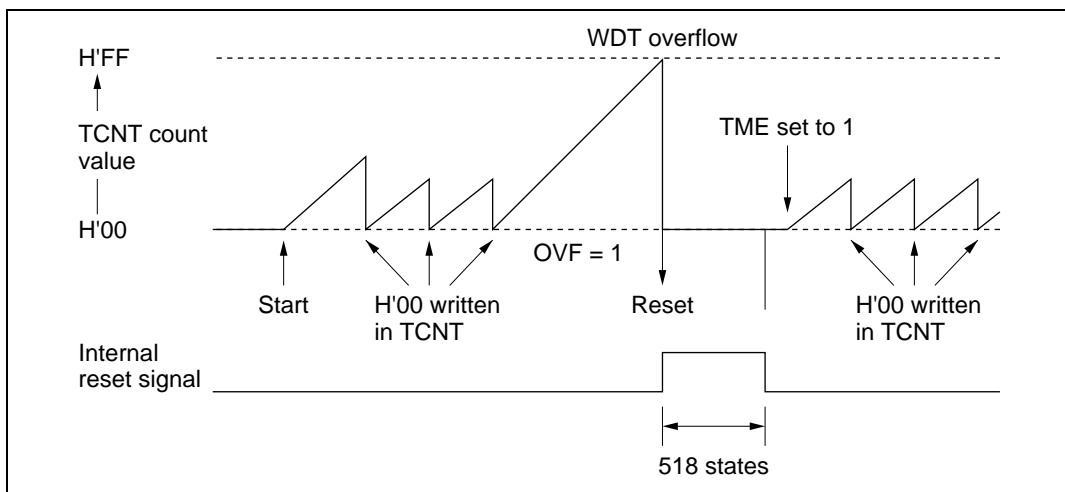 WDT overflow
H'FF
TCNT count
value
TME set to 1
H'00
OVF = 1
Start
H'00 written
in TCNT
Reset
H'00 written
in TCNT
Internal
reset signal
518 states